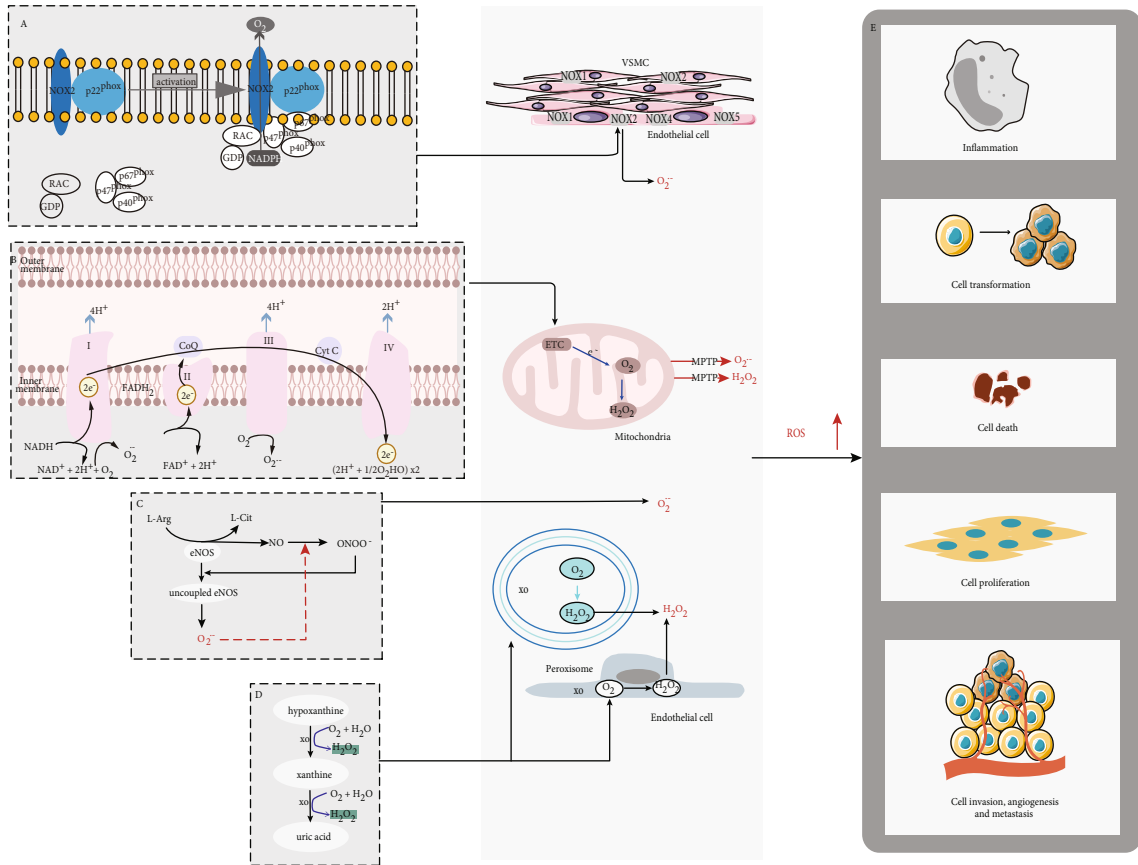 A
O₂
NOX2
p22ᵖʰᵒˣ
activation
NOX2
p22ᵖʰᵒˣ
p67ᵖʰᵒˣ
RAC
p47ᵖʰᵒˣ
p40ᵖʰᵒˣ
GDP
NADPH
RAC
p67ᵖʰᵒˣ
p47ᵖʰᵒˣ
GDP
p40ᵖʰᵒˣ
B
Outer
membrane
4H⁺
4H⁺
2H⁺
I
CoQ
III
Cyt C
IV
Inner
membrane
2e⁻
FADH₂
II
2e⁻
NADH
O₂·⁻
O₂
O₂·⁻
2e⁻
NAD⁺ + 2H⁺ + O₂
FAD⁺ + 2H⁺
(2H⁺ + 1/2O₂HO) x2
C
L-Arg
L-Cit
NO
ONOO⁻
eNOS
uncoupled eNOS
O₂·⁻
D
hypoxanthine
xo
O₂ + H₂O
H₂O₂
xanthine
xo
O₂ + H₂O
H₂O₂
uric acid
VSMC
NOX1
NOX2
NOX1
NOX2
NOX4
NOX5
Endothelial cell
O₂·⁻
ETC
e⁻
O₂
H₂O₂
MPTP
O₂·⁻
MPTP
H₂O₂
Mitochondria
O₂·⁻
xo
O₂
H₂O₂
H₂O₂
Peroxisome
xo
O₂
H₂O₂
Endothelial cell
ROS
E
Inflammation
Cell transformation
Cell death
Cell proliferation
Cell invasion, angiogenesis
and metastasis